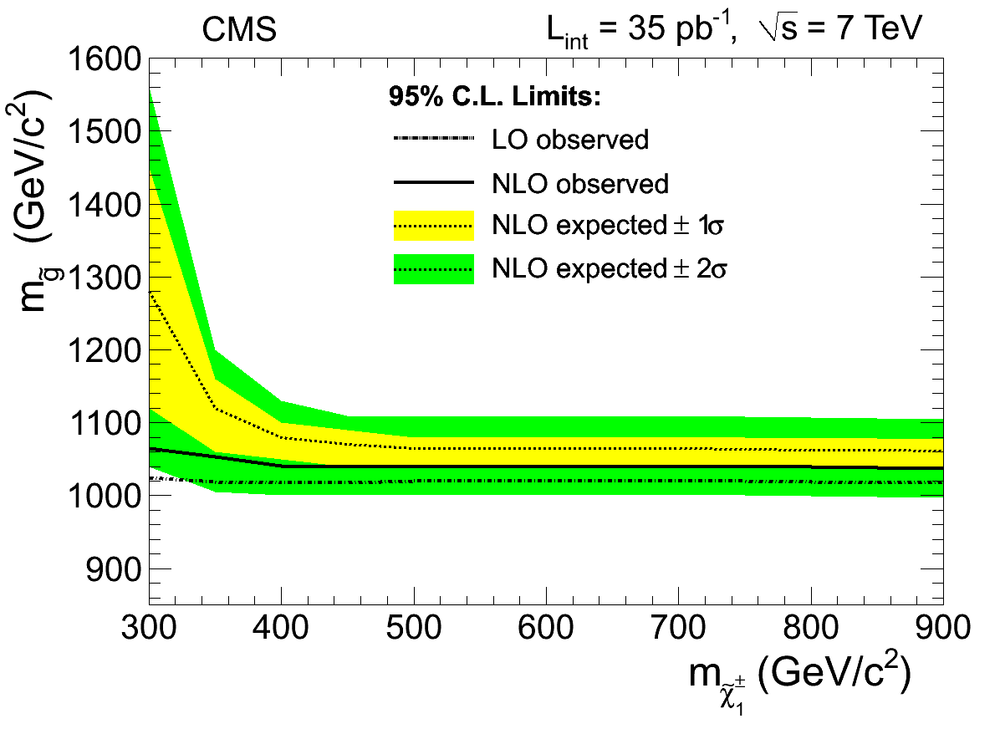 CMS
L_int = 35 pb⁻¹, √s = 7 TeV
95% C.L. Limits:
LO observed
NLO observed
NLO expected ± 1σ
NLO expected ± 2σ
m_g̃ (GeV/c²)
1600
1500
1400
1300
1200
1100
1000
900
300 400 500 600 700 800 900
m_χ̃₁± (GeV/c²)